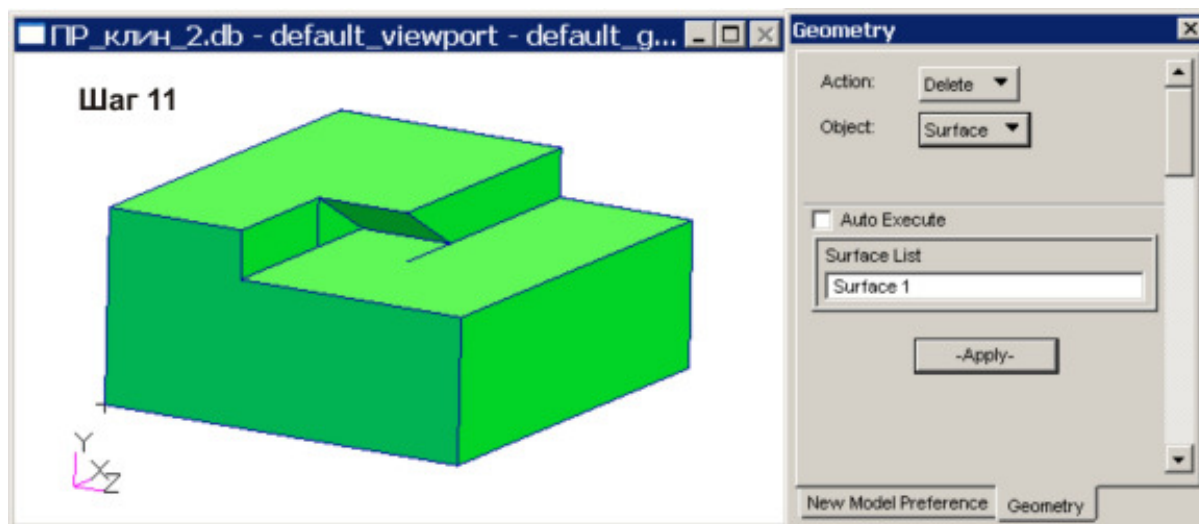 ПР_клин_2.db - default_viewport - default_g...
Шаг 11
Y
X
Z
Geometry
Action: Delete
Object: Surface
Auto Execute
Surface List
Surface 1
-Apply-
New Model Preference Geometry